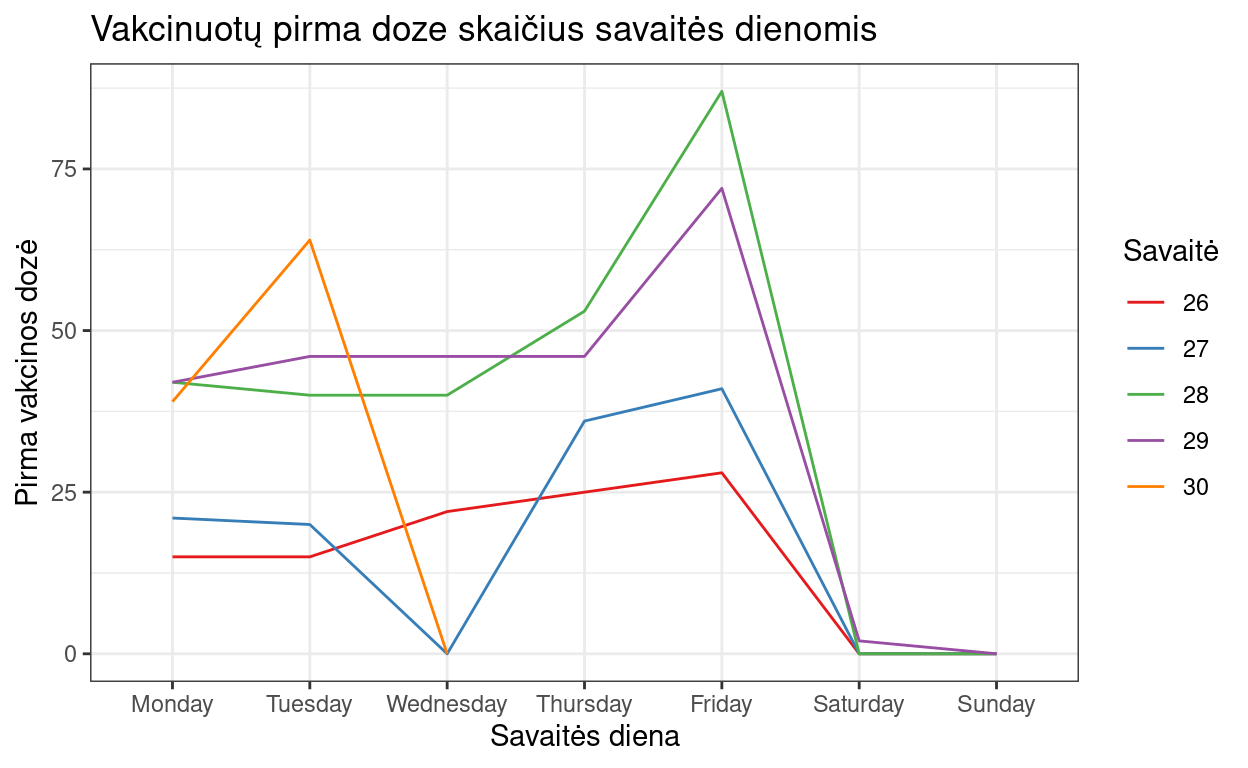 Vakcinuotų pirma doze skaičius savaitės dienomis
Pirma vakcinos dozė
75
50
25
0
Monday Tuesday Wednesday Thursday Friday Saturday Sunday
Savaitės diena
Savaitė
26
27
28
29
30